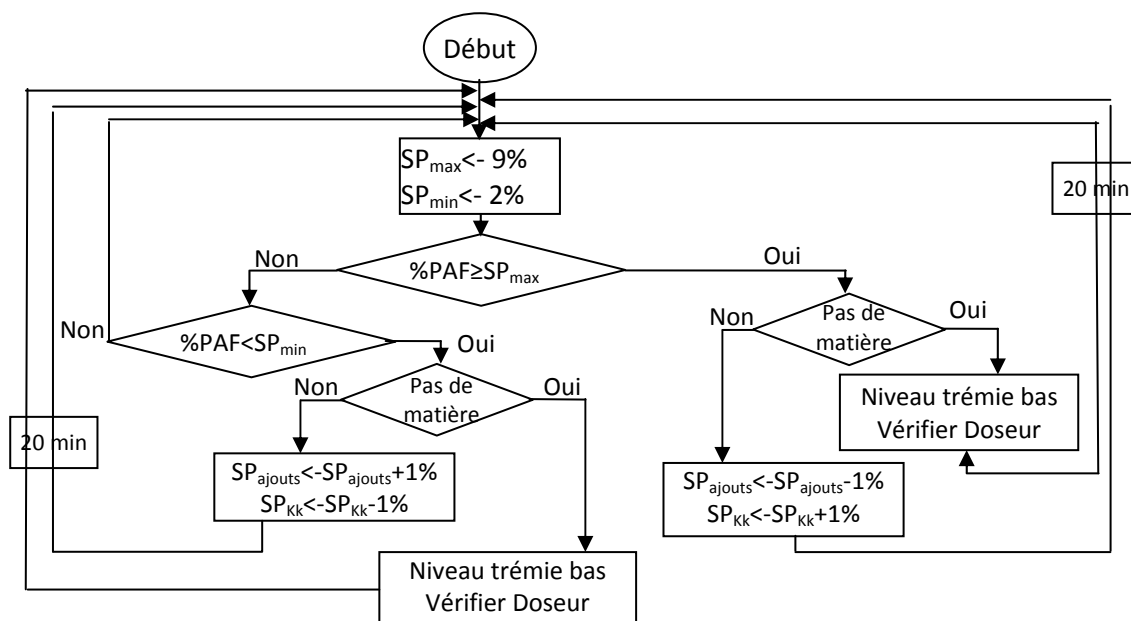 Début
SPmax<- 9%
SPmin<- 2%
20 min
Non
%PAF≥SPmax
Oui
Non
Pas de
matière
Oui
Non
%PAF<SPmin
Oui
Non
Pas de
matière
Oui
Niveau trémie bas
Vérifier Doseur
20 min
SPajouts<-SPajouts+1%
SPKk<-SPKk-1%
SPajouts<-SPajouts-1%
SPKk<-SPKk+1%
Niveau trémie bas
Vérifier Doseur